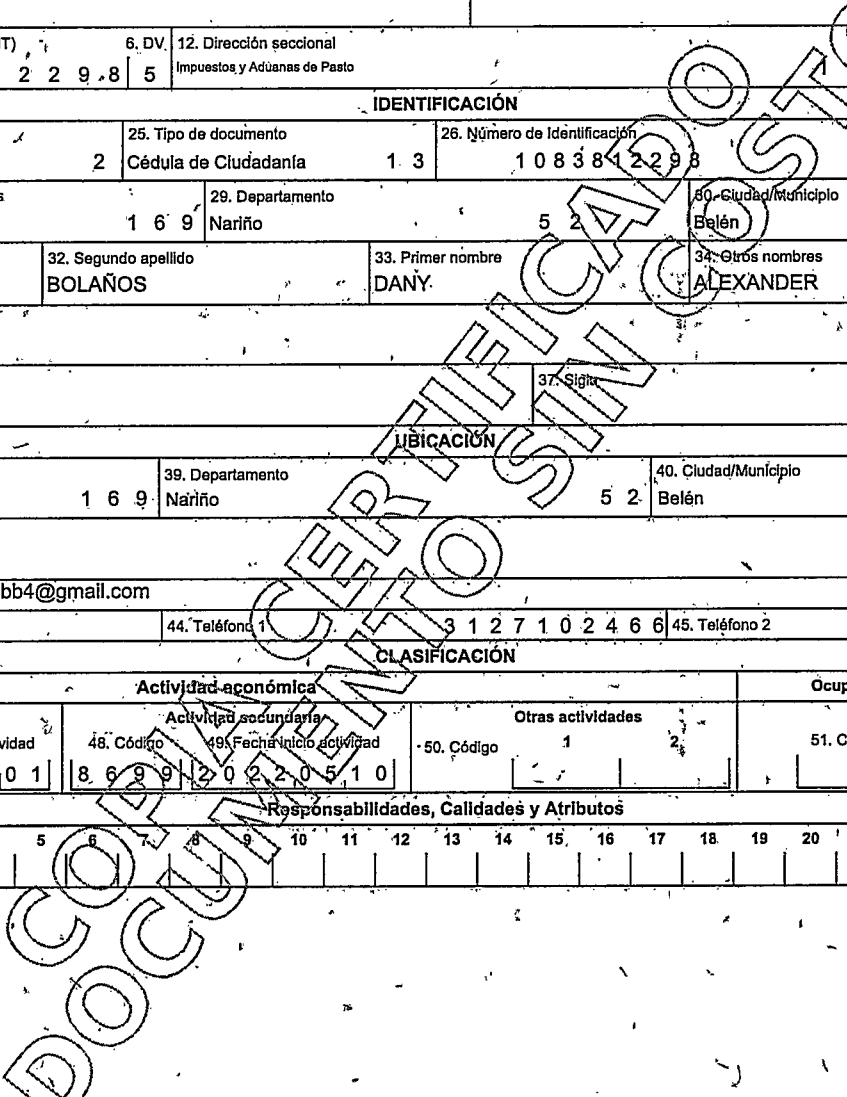 IT) 6. DV 12. Dirección seccional
2 2 9 8 5 Impuestos y Aduanas de Pasto
IDENTIFICACIÓN
25. Tipo de documento 26. Número de Identificación
2 Cédula de Ciudadanía 1 3 1 0 8 3 8 1 2 2 9 8
s 29. Departamento 30. Ciudad/Municipio
1 6 9 Nariño 5 2 Belén
32. Segundo apellido 33. Primer nombre 34. Otros nombres
BOLAÑOS DANY ALEXANDER
37. Sigla
UBICACIÓN
39. Departamento 40. Ciudad/Municipio
1 6 9 Nariño 5 2 Belén
bb4@gmail.com
44. Teléfono 1 3 1 2 7 1 0 2 4 6 6 45. Teléfono 2
CLASIFICACIÓN
Actividad económica Ocup
Actividad secundaria Otras actividades
vidad 48. Código 49. Fecha inicio actividad 50. Código 1 2 51. C
0 1 8 6 9 9 2 0 2 2 0 5 1 0
Responsabilidades, Calidades y Atributos
5 6 7 8 9 10 11 12 13 14 15 16 17 18 19 20
COPIA CERTIFICADO
DOCUMENTO SIN COSTO